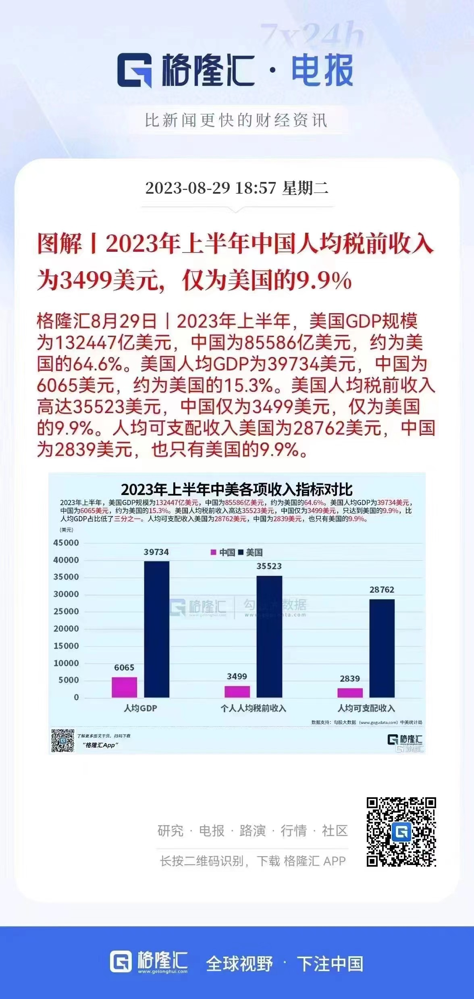 7x24h
格隆汇·电报
比新闻更快的财经资讯
2023-08-29 18:57 星期二
图解丨2023年上半年中国人均税前收入
为3499美元，仅为美国的9.9%
格隆汇8月29日丨2023年上半年，美国GDP规模
为132447亿美元，中国为85586亿美元，约为美
国的64.6%。美国人均GDP为39734美元，中国为
6065美元，约为美国的15.3%。美国人均税前收入
高达35523美元，中国仅为3499美元，仅为美国
的9.9%。人均可支配收入美国为28762美元，中国
为2839美元，也只有美国的9.9%。
2023年上半年中美各项收入指标对比
2023年上半年，美国GDP规模为132447亿美元，中国为85586亿美元，约为美国的64.6%。美国人均GDP为39734美元，
中国为6065美元，约为美国的15.3%。美国人均税前收入高达35523美元，中国仅为3499美元，只达到美国的9.9%，比
人均GDP占比低了三分之一。人均可支配收入美国为28762美元，中国为2839美元，也只有美国的9.9%。
(美元)
45000
40000
35000
30000
25000
20000
15000
10000
5000
0
中国 美国
39734
35523
28762
6065
3499
2839
格隆汇
www.gelonghui.com
数据
人均GDP
个人人均税前收入
人均可支配收入
数据支持：勾股大数据（www.gogudata.com）中美统计局
了解更多图文干货，扫码下载
“格隆汇App”
格隆汇
www.gelonghui.com
格隆汇
研究·电报·路演·行情·社区
长按二维码识别，下载 格隆汇 APP
格隆汇
www.gelonghui.com
全球视野·下注中国